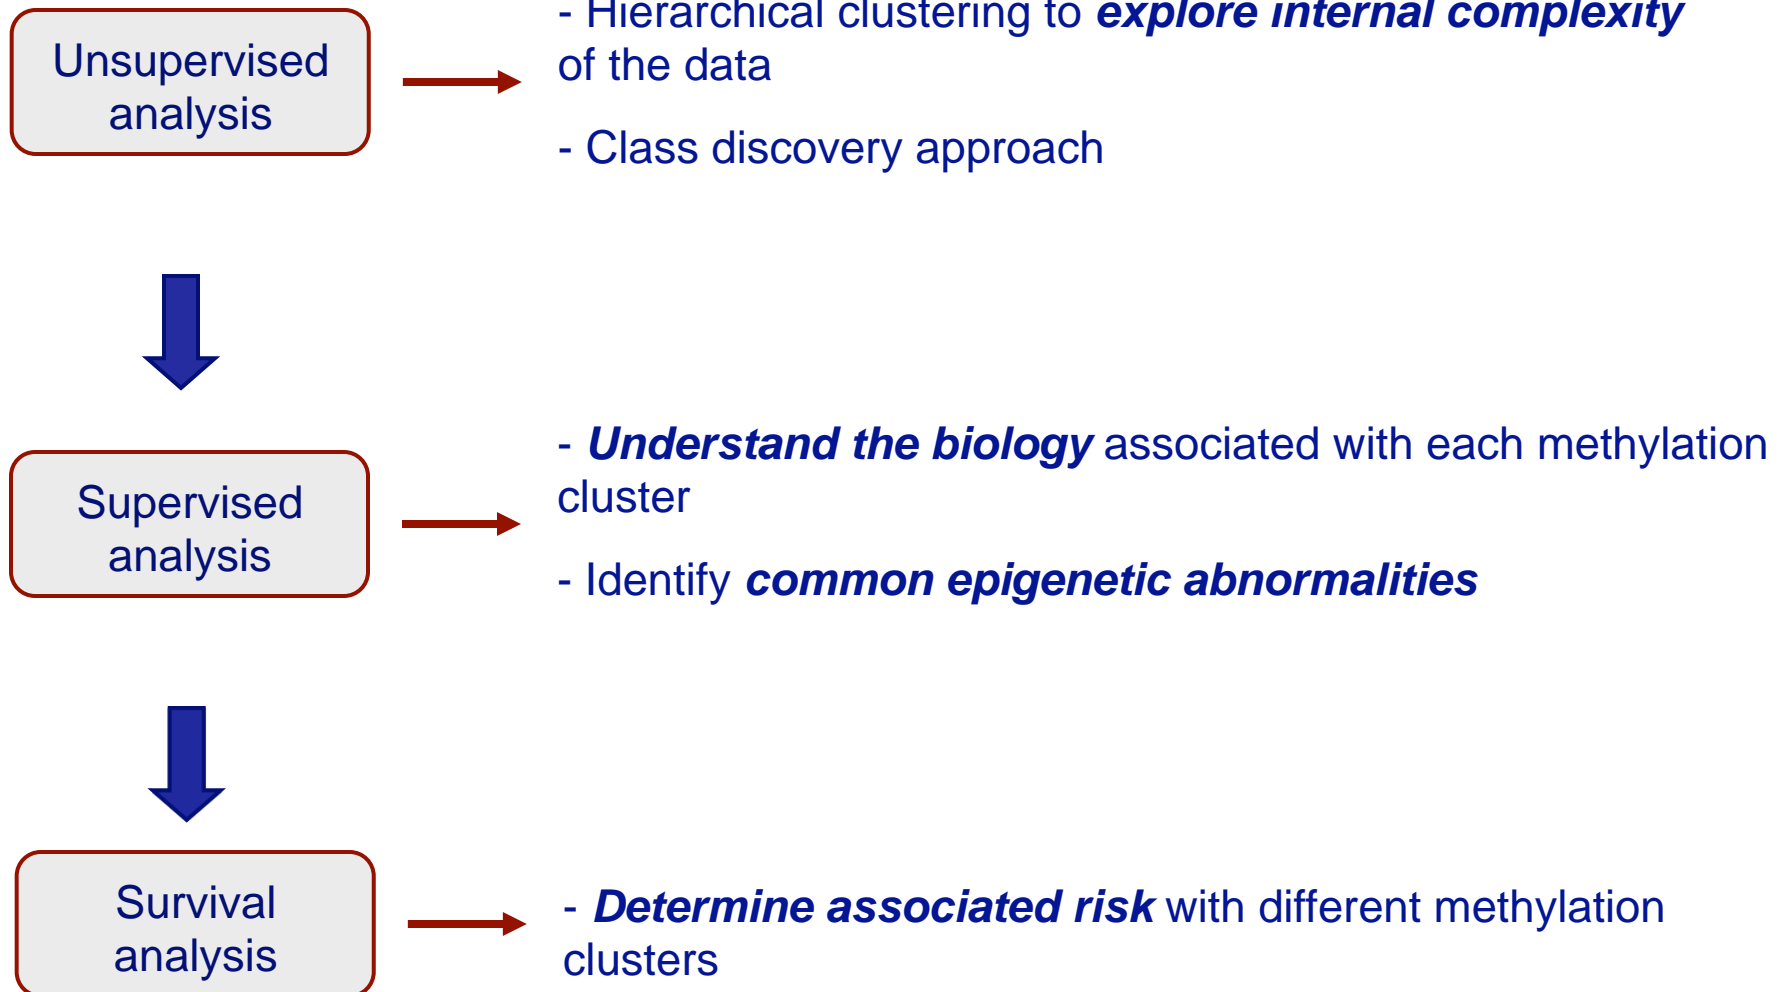 Unsupervised
analysis
- Hierarchical clustering to explore internal complexity
of the data
- Class discovery approach
Supervised
analysis
- Understand the biology associated with each methylation
cluster
- Identify common epigenetic abnormalities
Survival
analysis
- Determine associated risk with different methylation
clusters